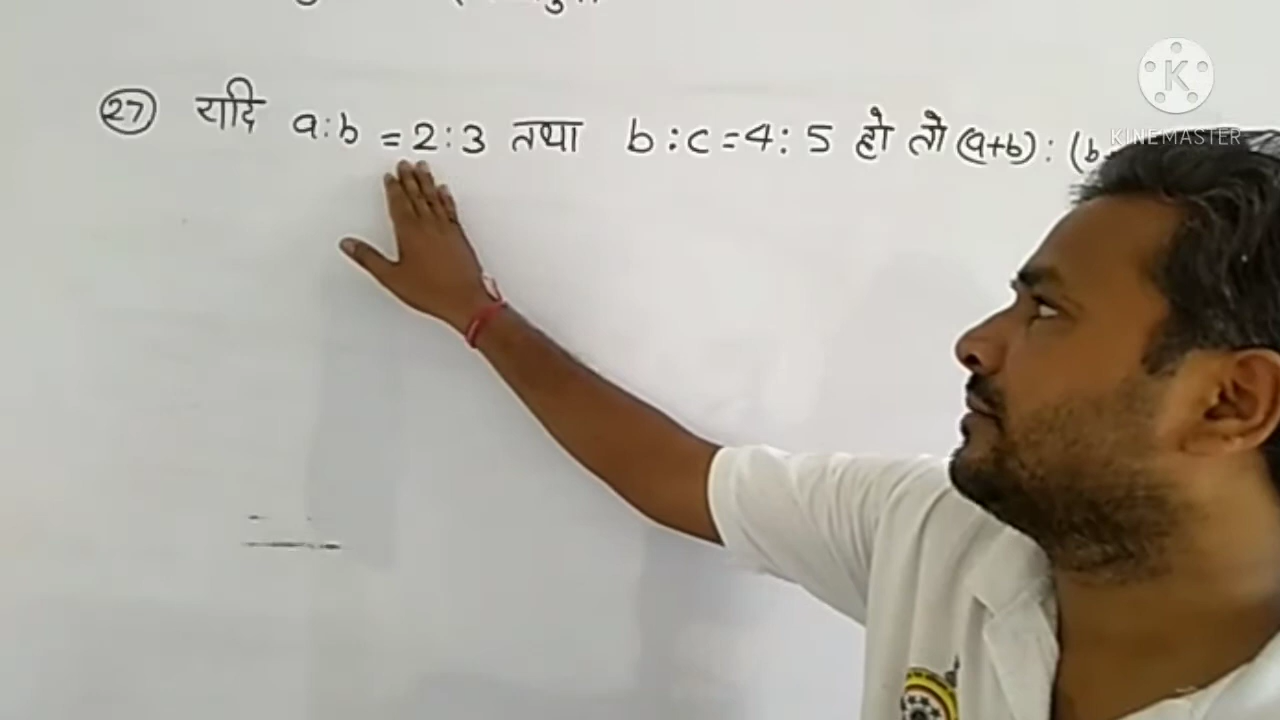 27 यदि a:b = 2:3 तथा b:c = 4:5 हो तो (a+b) : (b
KINEMASTER